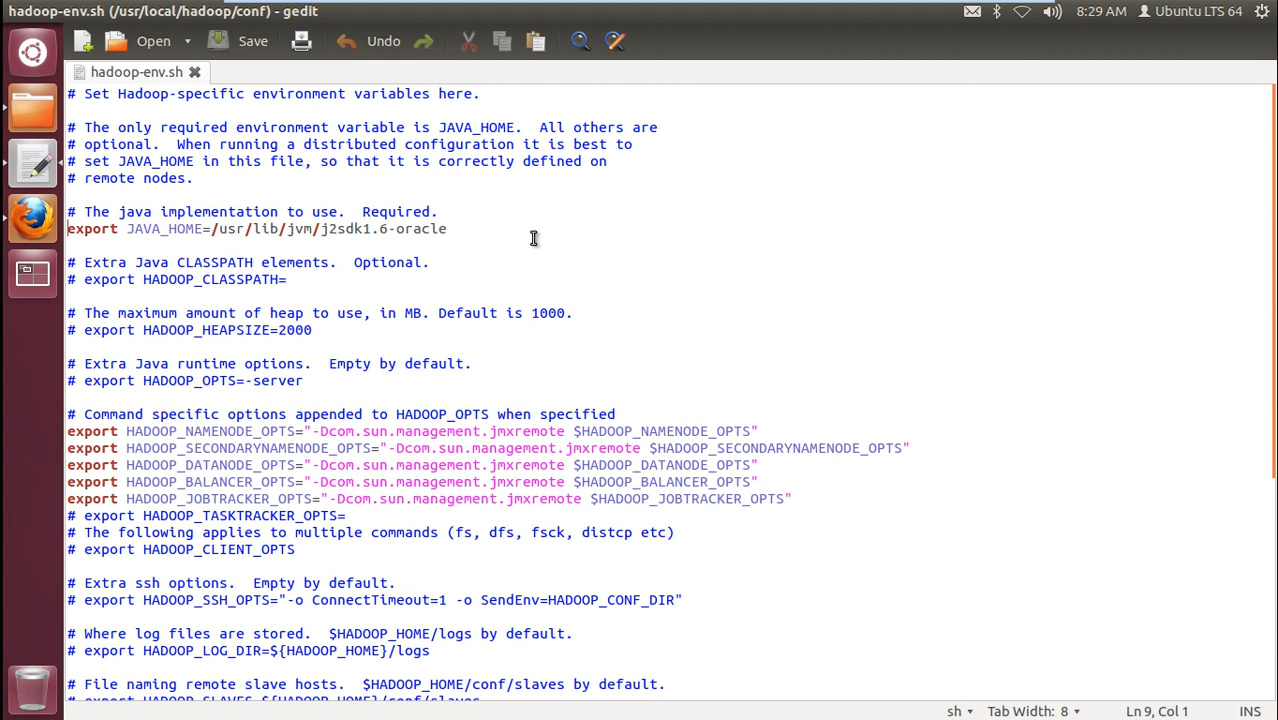 hadoop-env.sh (/usr/local/hadoop/conf) - gedit
8:29 AM
Ubuntu LTS 64
Open
Save
Undo
hadoop-env.sh
# Set Hadoop-specific environment variables here.
# The only required environment variable is JAVA_HOME.  All others are
# optional.  When running a distributed configuration it is best to
# set JAVA_HOME in this file, so that it is correctly defined on
# remote nodes.
# The java implementation to use.  Required.
export JAVA_HOME=/usr/lib/jvm/j2sdk1.6-oracle
# Extra Java CLASSPATH elements.  Optional.
# export HADOOP_CLASSPATH=
# The maximum amount of heap to use, in MB. Default is 1000.
# export HADOOP_HEAPSIZE=2000
# Extra Java runtime options.  Empty by default.
# export HADOOP_OPTS=-server
# Command specific options appended to HADOOP_OPTS when specified
export HADOOP_NAMENODE_OPTS="-Dcom.sun.management.jmxremote $HADOOP_NAMENODE_OPTS"
export HADOOP_SECONDARYNAMENODE_OPTS="-Dcom.sun.management.jmxremote $HADOOP_SECONDARYNAMENODE_OPTS"
export HADOOP_DATANODE_OPTS="-Dcom.sun.management.jmxremote $HADOOP_DATANODE_OPTS"
export HADOOP_BALANCER_OPTS="-Dcom.sun.management.jmxremote $HADOOP_BALANCER_OPTS"
export HADOOP_JOBTRACKER_OPTS="-Dcom.sun.management.jmxremote $HADOOP_JOBTRACKER_OPTS"
# export HADOOP_TASKTRACKER_OPTS=
# The following applies to multiple commands (fs, dfs, fsck, distcp etc)
# export HADOOP_CLIENT_OPTS
# Extra ssh options.  Empty by default.
# export HADOOP_SSH_OPTS="-o ConnectTimeout=1 -o SendEnv=HADOOP_CONF_DIR"
# Where log files are stored.  $HADOOP_HOME/logs by default.
# export HADOOP_LOG_DIR=${HADOOP_HOME}/logs
# File naming remote slave hosts.  $HADOOP_HOME/conf/slaves by default.
# export HADOOP_SLAVES=${HADOOP_HOME}/conf/slaves
sh
Tab Width: 8
Ln 9, Col 1
INS